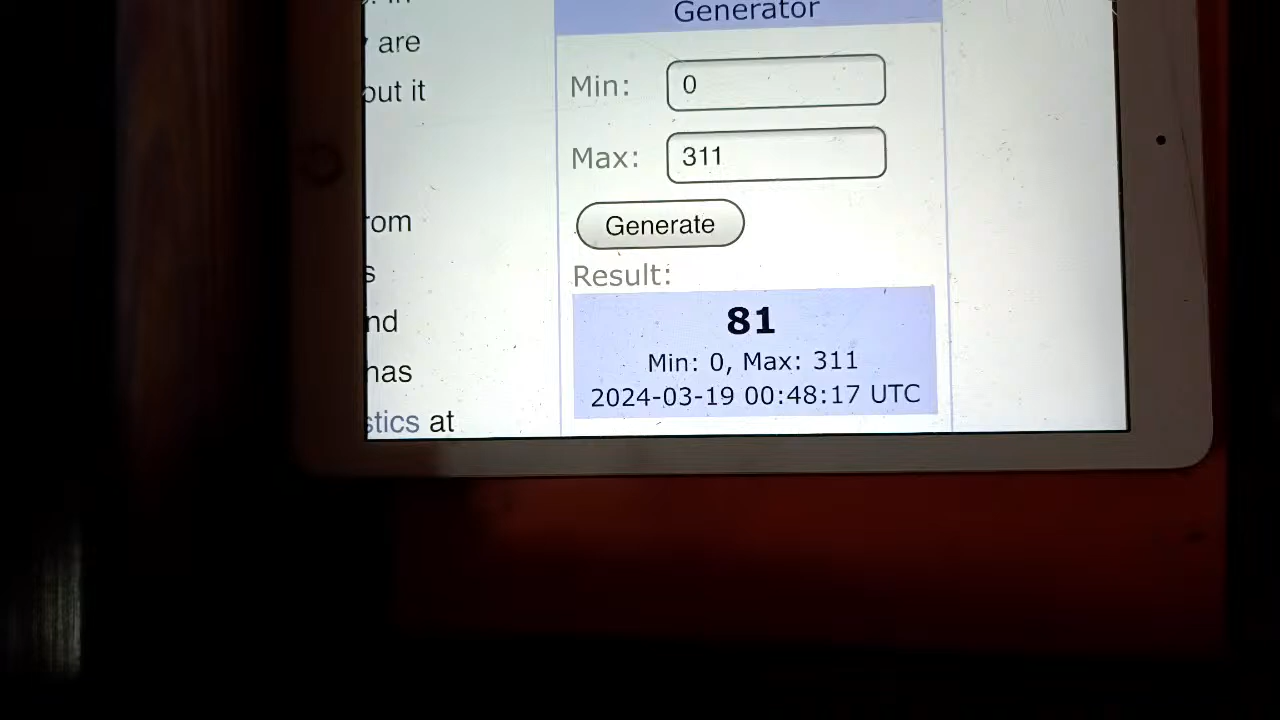 are
out it
Generator
Min: 0
Max: 311
Generate
Result:
81
Min: 0, Max: 311
2024-03-19 00:48:17 UTC
rom
s
nd
has
stics at